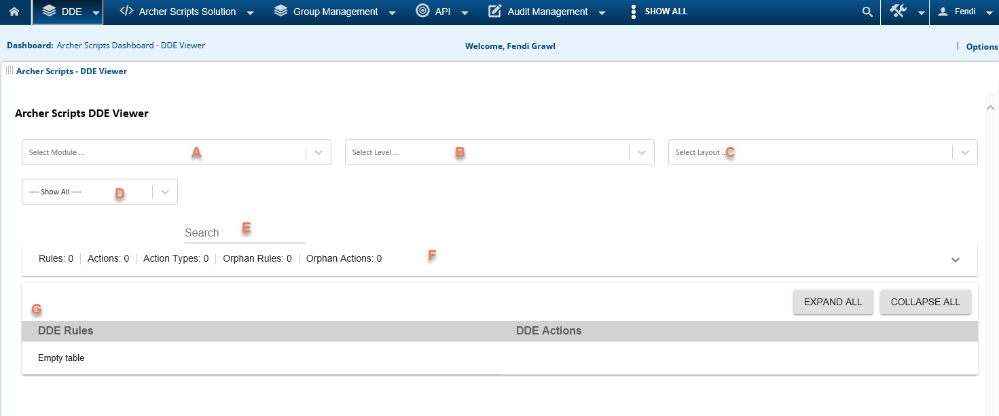 DDE Archer Scripts Solution Group Management API Audit Management SHOW ALL Fendi
Dashboard: Archer Scripts Dashboard - DDE Viewer Welcome, Fendi Grawl | Options
Archer Scripts - DDE Viewer
Archer Scripts DDE Viewer
Select Module ... A Select Level ... B Select Layout ... C
---- Show All ---- D
Search E
Rules: 0 Actions: 0 Action Types: 0 Orphan Rules: 0 Orphan Actions: 0 F
G EXPAND ALL COLLAPSE ALL
DDE Rules DDE Actions
Empty table